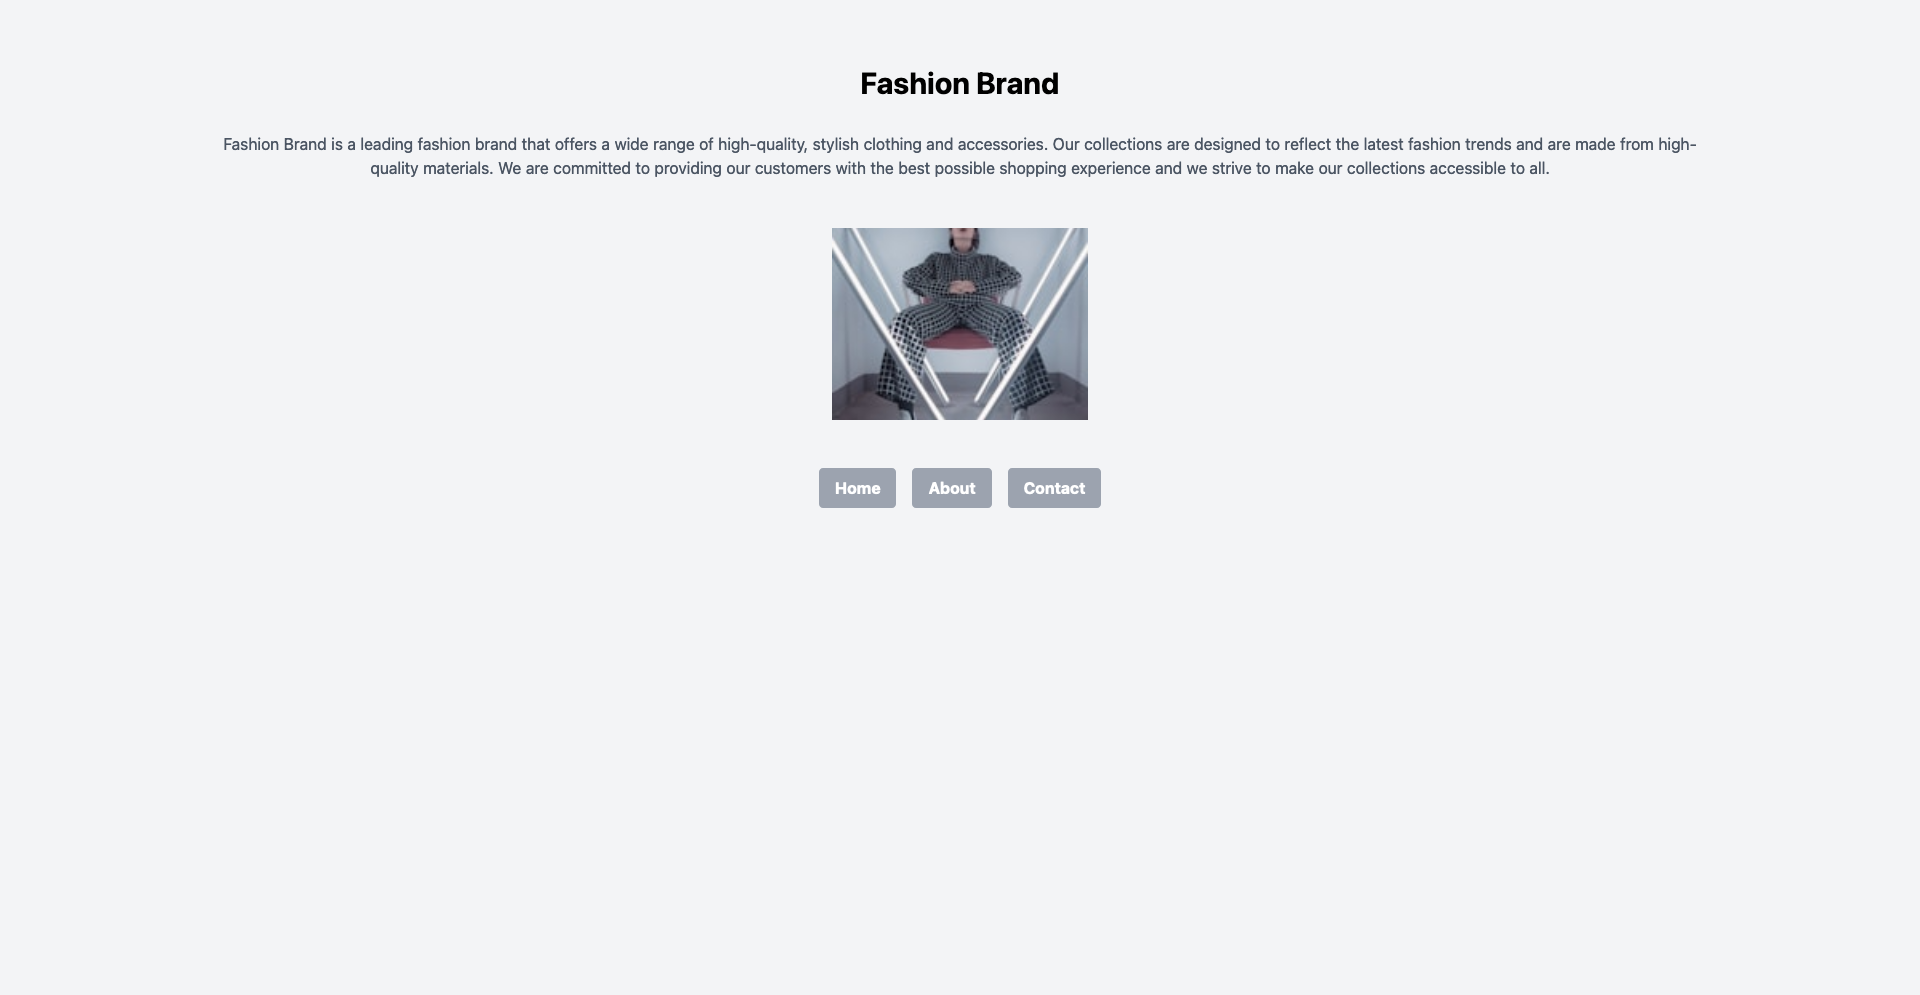 Fashion Brand
Fashion Brand is a leading fashion brand that offers a wide range of high-quality, stylish clothing and accessories. Our collections are designed to reflect the latest fashion trends and are made from high-
quality materials. We are committed to providing our customers with the best possible shopping experience and we strive to make our collections accessible to all.
Home About Contact